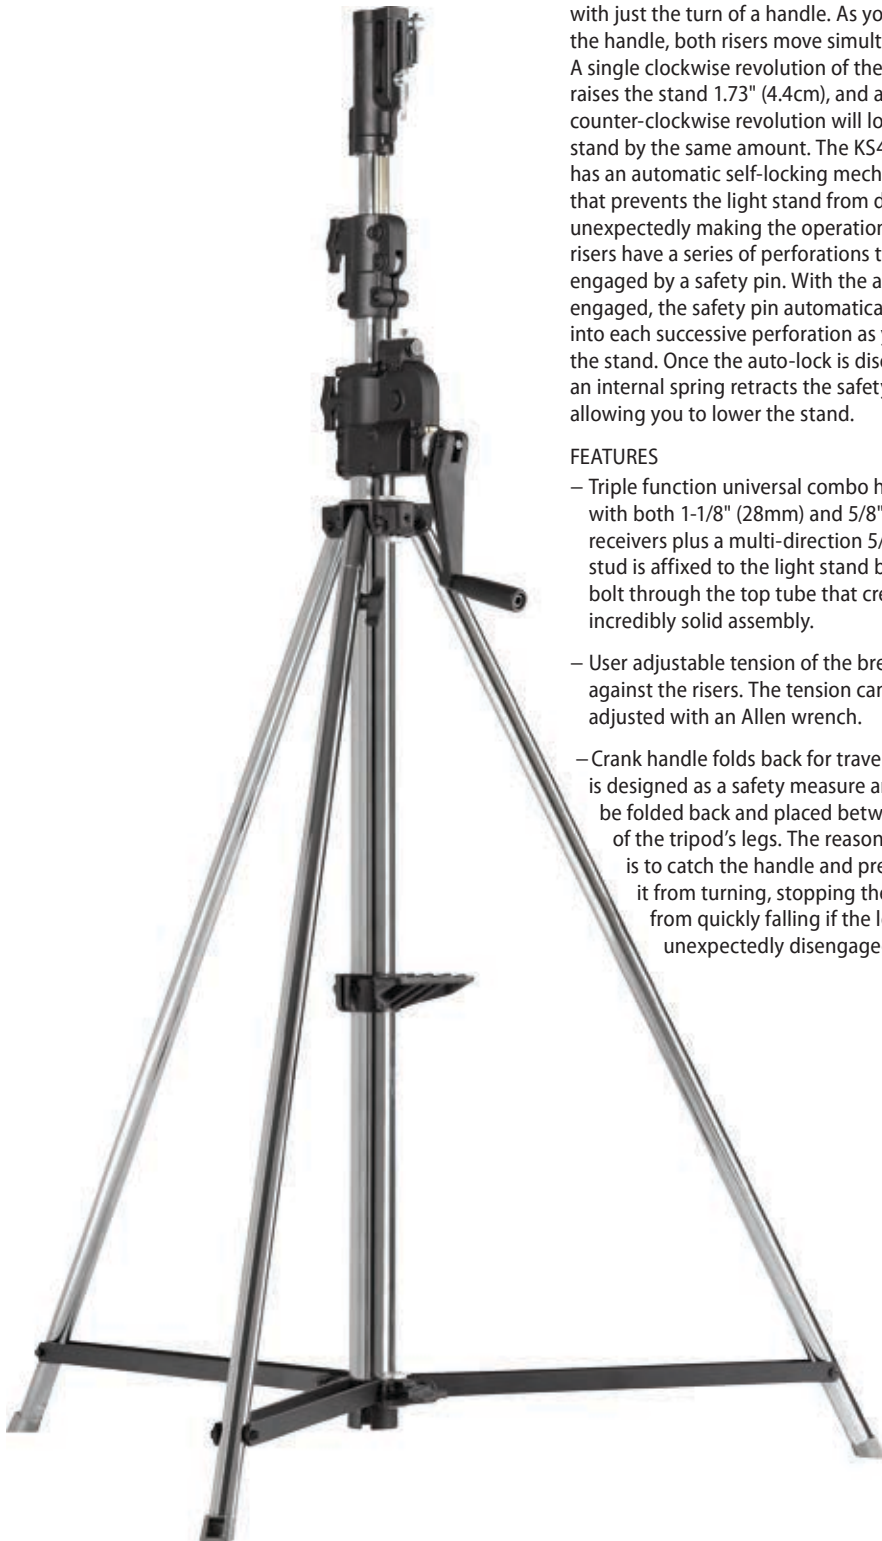 with just the turn of a handle. As yo
the handle, both risers move simult
A single clockwise revolution of the
raises the stand 1.73" (4.4cm), and a
counter-clockwise revolution will lo
stand by the same amount. The KS4
has an automatic self-locking mech
that prevents the light stand from d
unexpectedly making the operation
risers have a series of perforations t
engaged by a safety pin. With the a
engaged, the safety pin automatica
into each successive perforation as
the stand. Once the auto-lock is dise
an internal spring retracts the safety
allowing you to lower the stand.
FEATURES
– Triple function universal combo h
with both 1-1/8" (28mm) and 5/8"
receivers plus a multi-direction 5/
stud is affixed to the light stand b
bolt through the top tube that cre
incredibly solid assembly.
– User adjustable tension of the bre
against the risers. The tension can
adjusted with an Allen wrench.
– Crank handle folds back for trave
is designed as a safety measure a
be folded back and placed betw
of the tripod's legs. The reason
is to catch the handle and pre
it from turning, stopping the
from quickly falling if the l
unexpectedly disengage